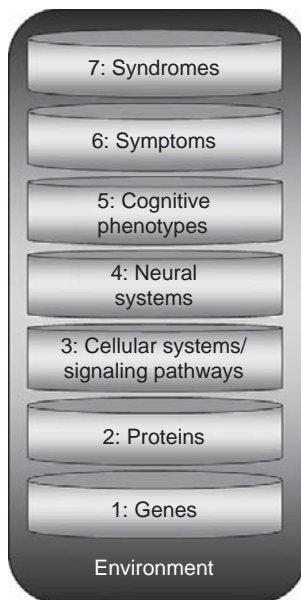 7: Syndromes
6: Symptoms
5: Cognitive
phenotypes
4: Neural
systems
3: Cellular systems/
signaling pathways
2: Proteins
1: Genes
Environment